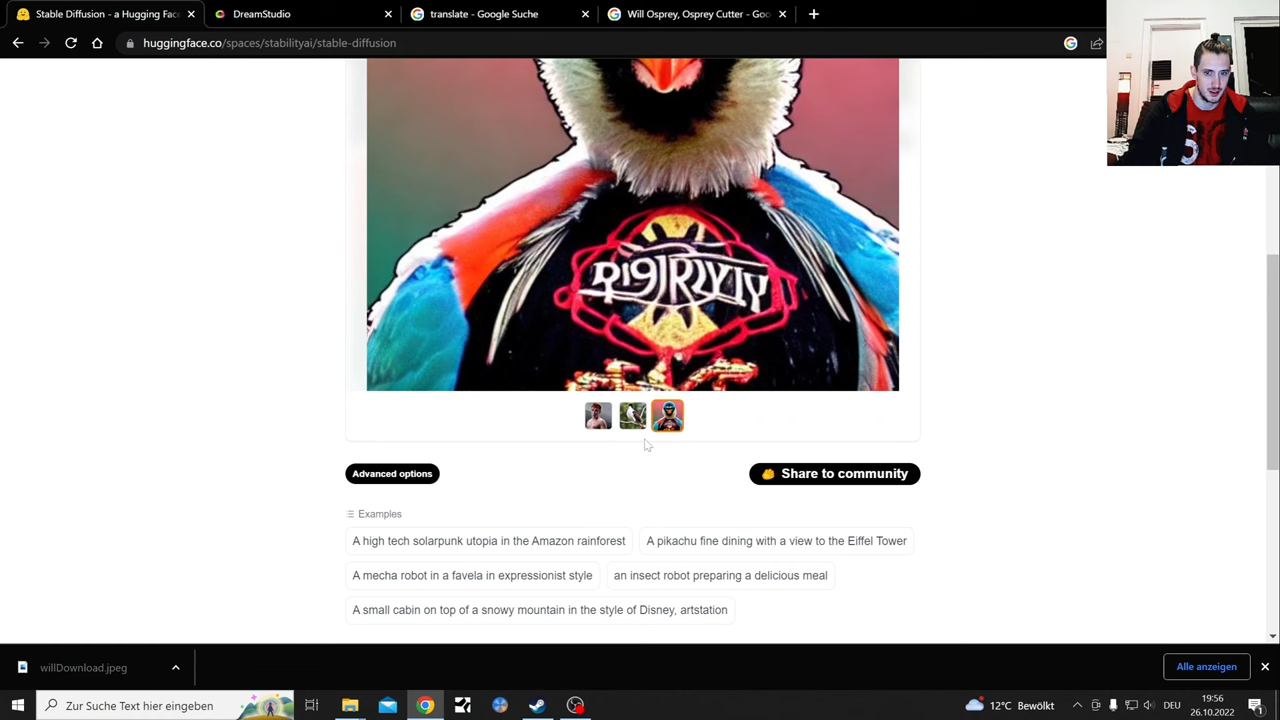 Stable Diffusion - a Hugging Fac
DreamStudio
translate - Google Suche
Will Osprey, Osprey Cutter - Goo
huggingface.co/spaces/stabilityai/stable-diffusion
Advanced options
Share to community
Examples
A high tech solarpunk utopia in the Amazon rainforest
A pikachu fine dining with a view to the Eiffel Tower
A mecha robot in a favela in expressionist style
an insect robot preparing a delicious meal
A small cabin on top of a snowy mountain in the style of Disney, artstation
willDownload.jpeg
Alle anzeigen
Zur Suche Text hier eingeben
12°C Bewölkt
DEU
19:56
26.10.2022